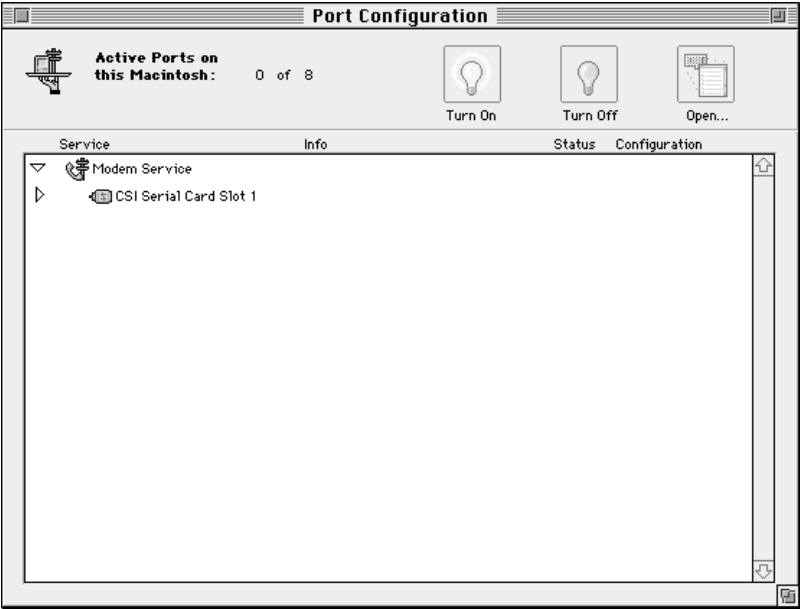 Port Configuration
Active Ports on
this Macintosh: 0 of 8
Turn On Turn Off Open...
Service Info Status Configuration
Modem Service
CSI Serial Card Slot 1